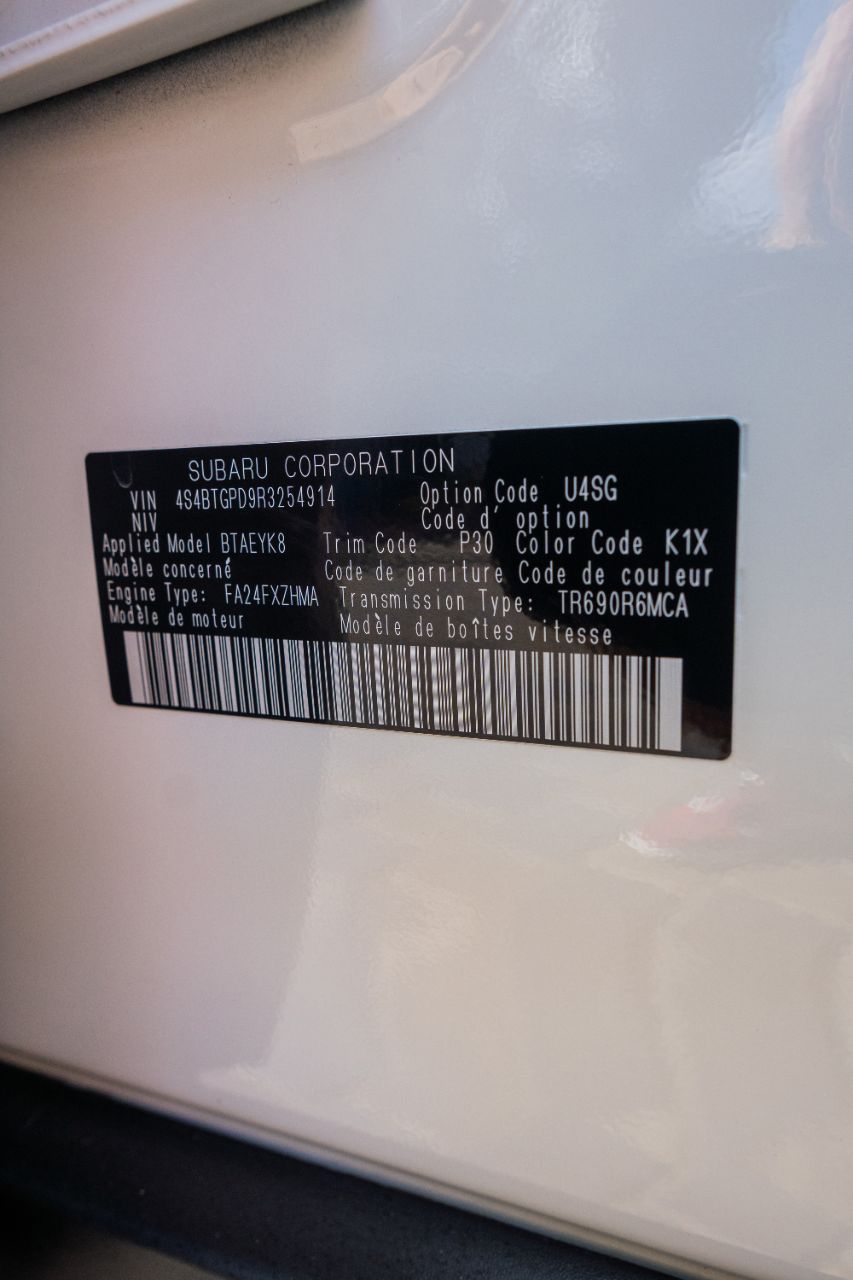 SUBARU CORPORATION
VIN 4S4BTGPD9R3254914 Option Code U4SG
NIV Code d' option
Applied Model BTAEYK8 Trim Code P30 Color Code K1X
Modèle concerné Code de garniture Code de couleur
Engine Type: FA24FXZHMA Transmission Type: TR690R6MCA
Modèle de moteur Modèle de boîtes vitesse